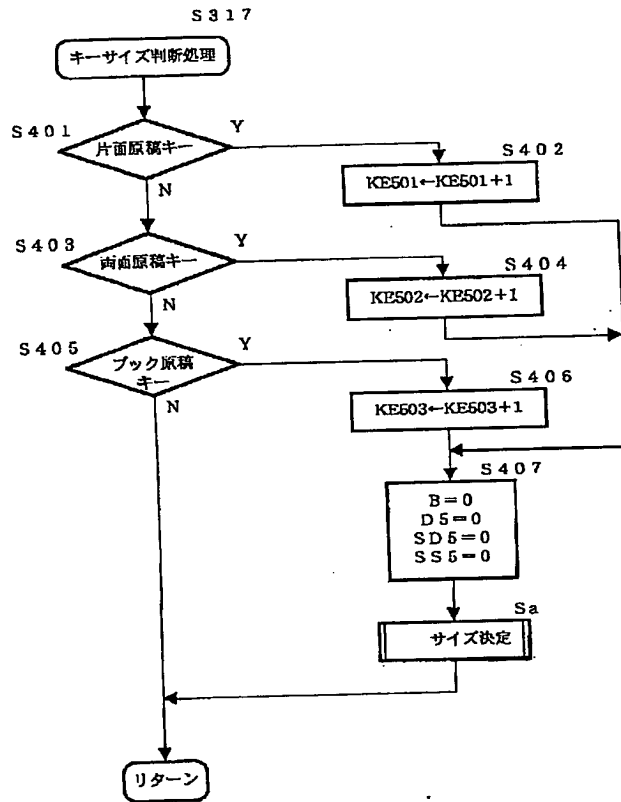 S317
キーサイズ判断処理
S401
片面原稿キー
Y
N
S402
KE501←KE501+1
S403
両面原稿キー
Y
N
S404
KE502←KE502+1
S405
ブック原稿
キー
Y
N
S406
KE503←KE503+1
S407
B=0
D5=0
SD5=0
SS5=0
Sa
サイズ決定
リターン